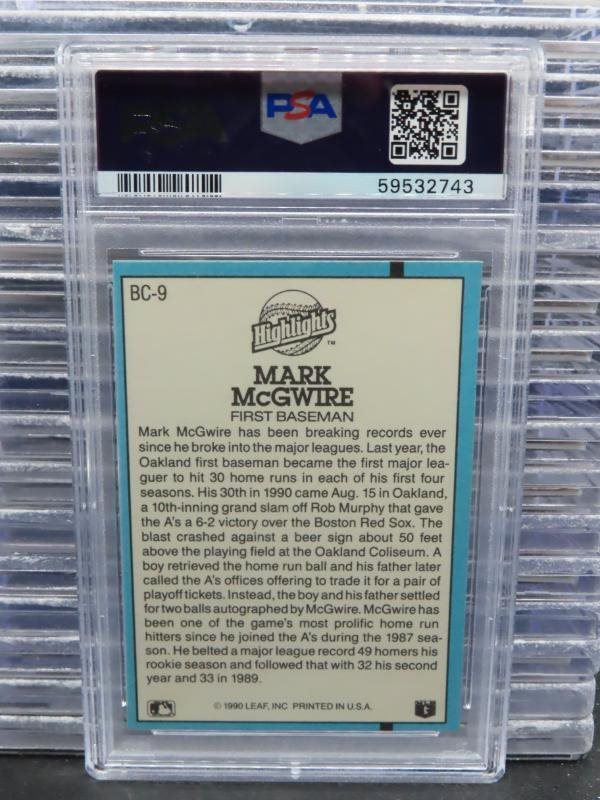 PSA
59532743
BC-9
Highlights™
MARK
McGWIRE
FIRST BASEMAN
Mark McGwire has been breaking records ever
since he broke into the major leagues. Last year, the
Oakland first baseman became the first major lea-
guer to hit 30 home runs in each of his first four
seasons. His 30th in 1990 came Aug. 15 in Oakland,
a 10th-inning grand slam off Rob Murphy that gave
the A's a 6-2 victory over the Boston Red Sox. The
blast crashed against a beer sign about 50 feet
above the playing field at the Oakland Coliseum. A
boy retrieved the home run ball and his father later
called the A's offices offering to trade it for a pair of
playoff tickets. Instead, the boy and his father settled
for two balls autographed by McGwire. McGwire has
been one of the game's most prolific home run
hitters since he joined the A's during the 1987 sea-
son. He belted a major league record 49 homers his
rookie season and followed that with 32 his second
year and 33 in 1989.
© 1990 LEAF, INC PRINTED IN U.S.A.